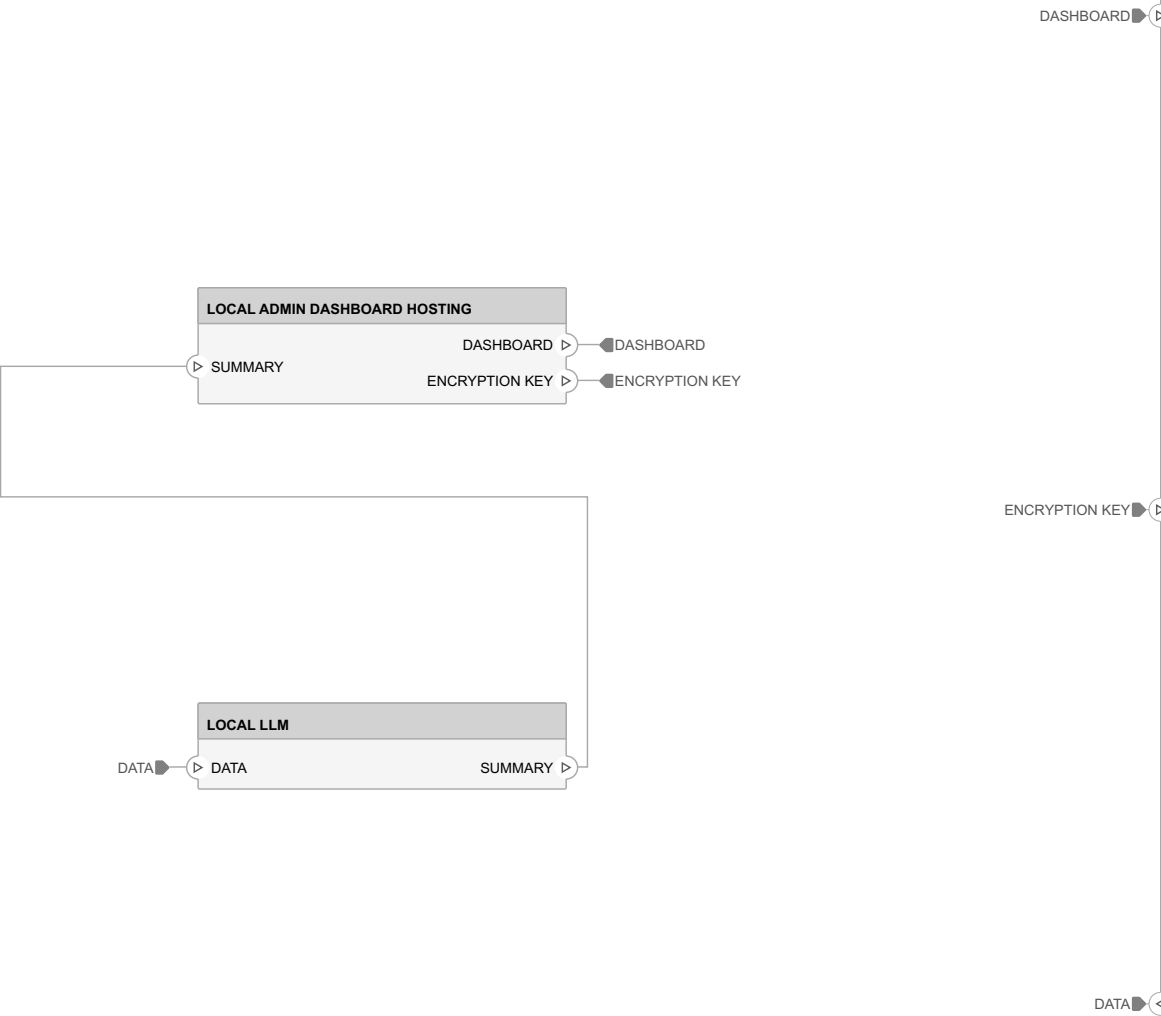 DASHBOARD
LOCAL ADMIN DASHBOARD HOSTING
DASHBOARD
DASHBOARD
SUMMARY
ENCRYPTION KEY
ENCRYPTION KEY
ENCRYPTION KEY
LOCAL LLM
DATA
DATA
SUMMARY
DATA